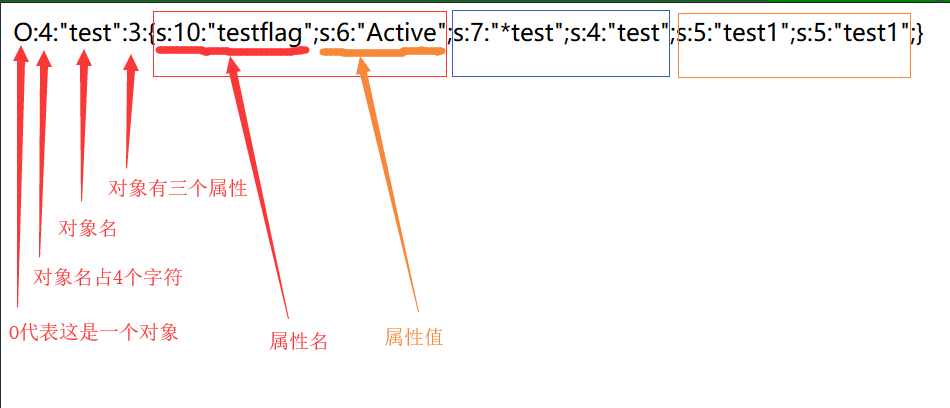 O:4:"test":3:{s:10:"testflag";s:6:"Active";s:7:"*test";s:4:"test";s:5:"test1";s:5:"test1";}
对象有三个属性
对象名
对象名占4个字符
O代表这是一个对象
属性名
属性值